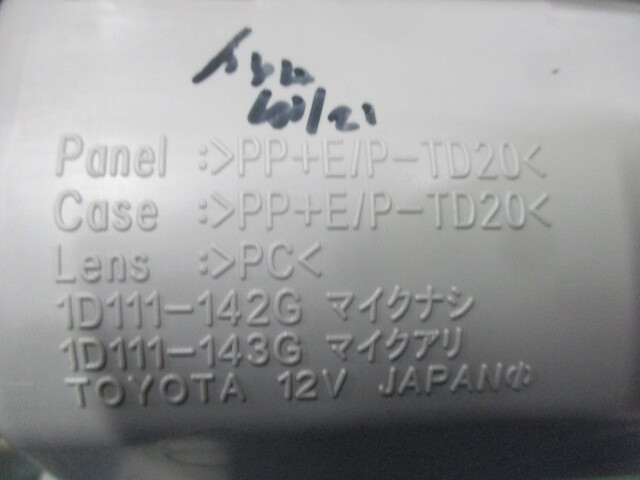 Panel :>PP+E/P-TD20<
Case :>PP+E/P-TD20<
Lens :>PC<
1D111-142G マイクナシ
1D111-143G マイクアリ
TOYOTA 12V JAPAN